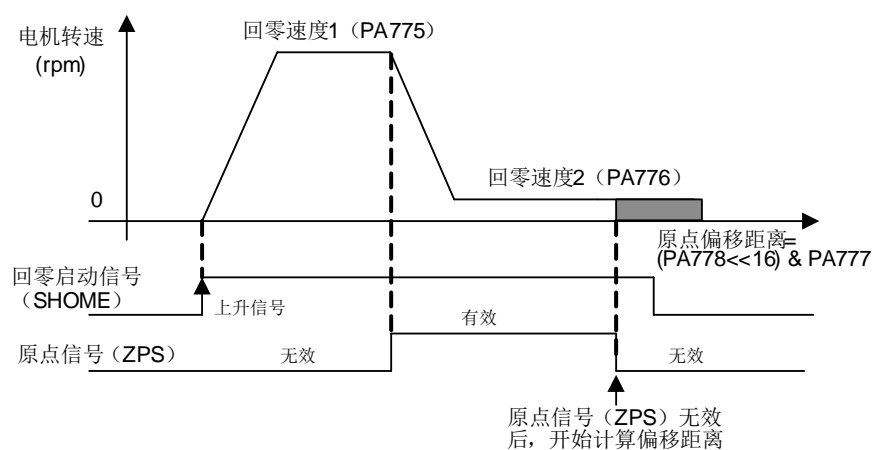 电机转速
(rpm)
回零速度1（PA775）
回零速度2（PA776）
0
原点偏移距离=
(PA778<<16) & PA777
回零启动信号
（SHOME）
上升信号
有效
原点信号（ZPS）
无效
无效
原点信号（ZPS）无效
后，开始计算偏移距离